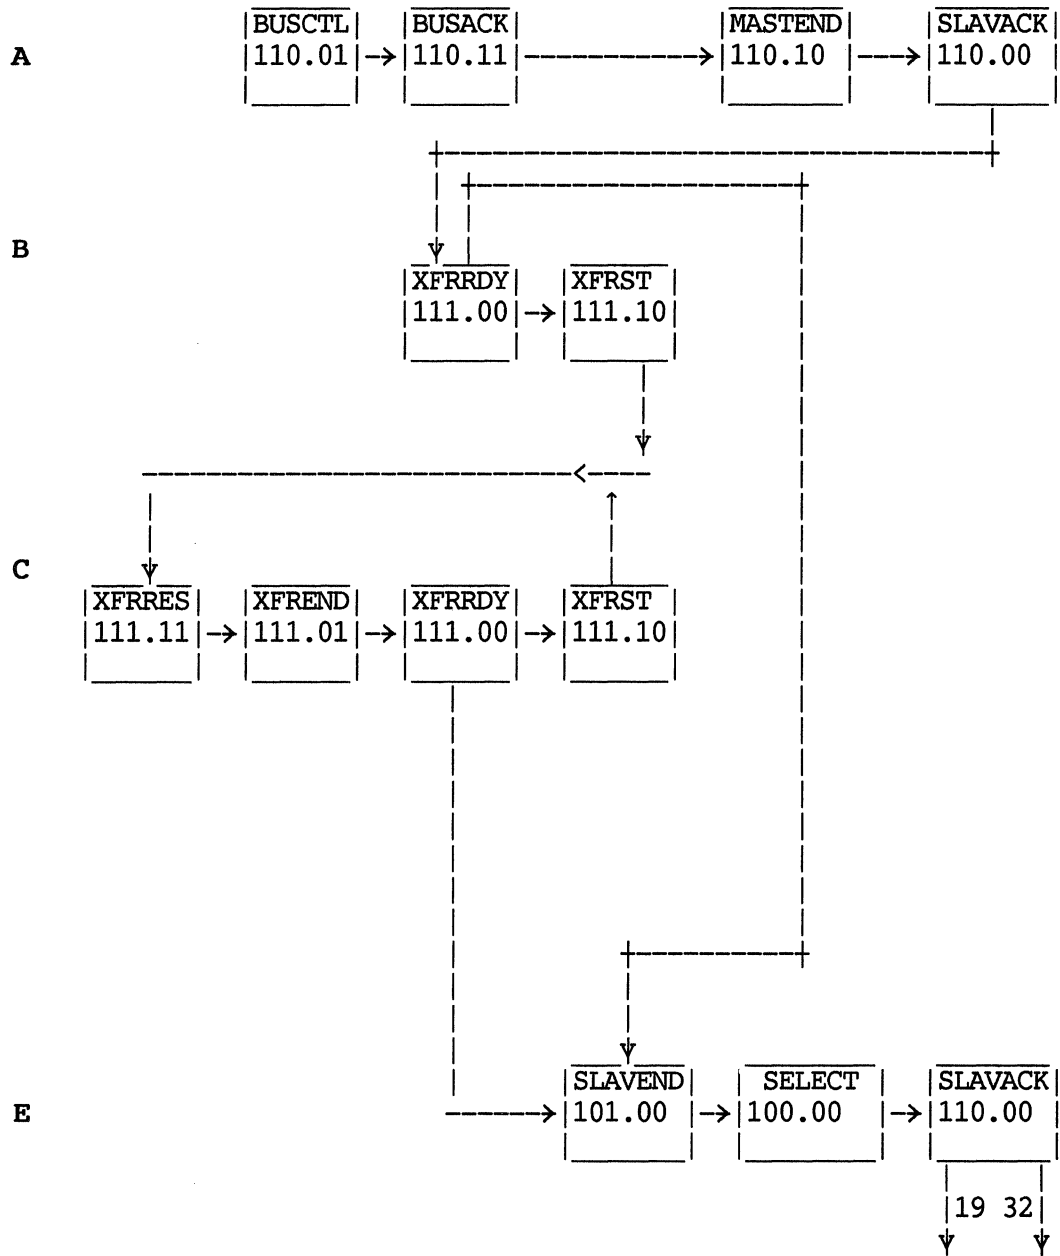 BUSCTL BUSACK MASTEND SLAVACK
A 110.01 110.11 110.10 110.00
B
XFRRDY XFRST
111.00 111.10
C
XFRRES XFREND XFRRDY XFRST
111.11 111.01 111.00 111.10
SLAVEND SELECT SLAVACK
E 101.00 100.00 110.00
19 32